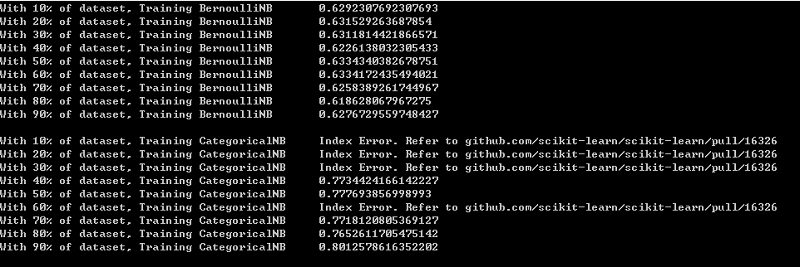 With 10% of dataset, Training BernoulliNB 0.6292307692307693
With 20% of dataset, Training BernoulliNB 0.631529263687854
With 30% of dataset, Training BernoulliNB 0.6311814421866571
With 40% of dataset, Training BernoulliNB 0.6226138032305433
With 50% of dataset, Training BernoulliNB 0.6334340382678751
With 60% of dataset, Training BernoulliNB 0.6334172435494021
With 70% of dataset, Training BernoulliNB 0.6258389261744967
With 80% of dataset, Training BernoulliNB 0.618628067967275
With 90% of dataset, Training BernoulliNB 0.6276729559748427
With 10% of dataset, Training CategoricalNB Index Error. Refer to github.com/scikit-learn/scikit-learn/pull/16326
With 20% of dataset, Training CategoricalNB Index Error. Refer to github.com/scikit-learn/scikit-learn/pull/16326
With 30% of dataset, Training CategoricalNB Index Error. Refer to github.com/scikit-learn/scikit-learn/pull/16326
With 40% of dataset, Training CategoricalNB 0.7734424166142227
With 50% of dataset, Training CategoricalNB 0.777693856998993
With 60% of dataset, Training CategoricalNB Index Error. Refer to github.com/scikit-learn/scikit-learn/pull/16326
With 70% of dataset, Training CategoricalNB 0.7718120805369127
With 80% of dataset, Training CategoricalNB 0.7652611705475142
With 90% of dataset, Training CategoricalNB 0.8012578616352202